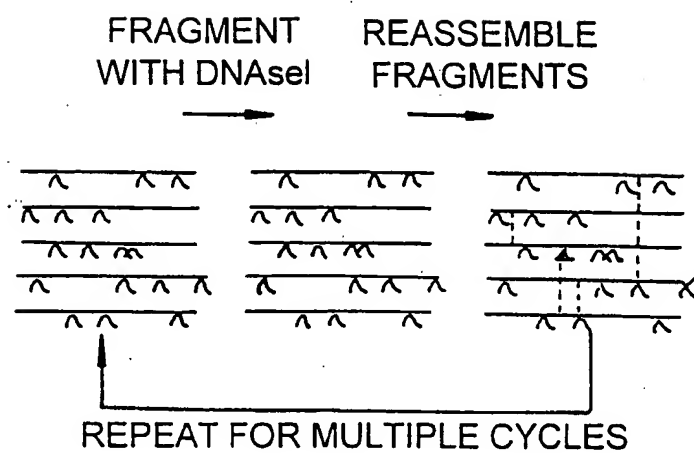 FRAGMENT
WITH DNAseI
REASSEMBLE
FRAGMENTS
REPEAT FOR MULTIPLE CYCLES